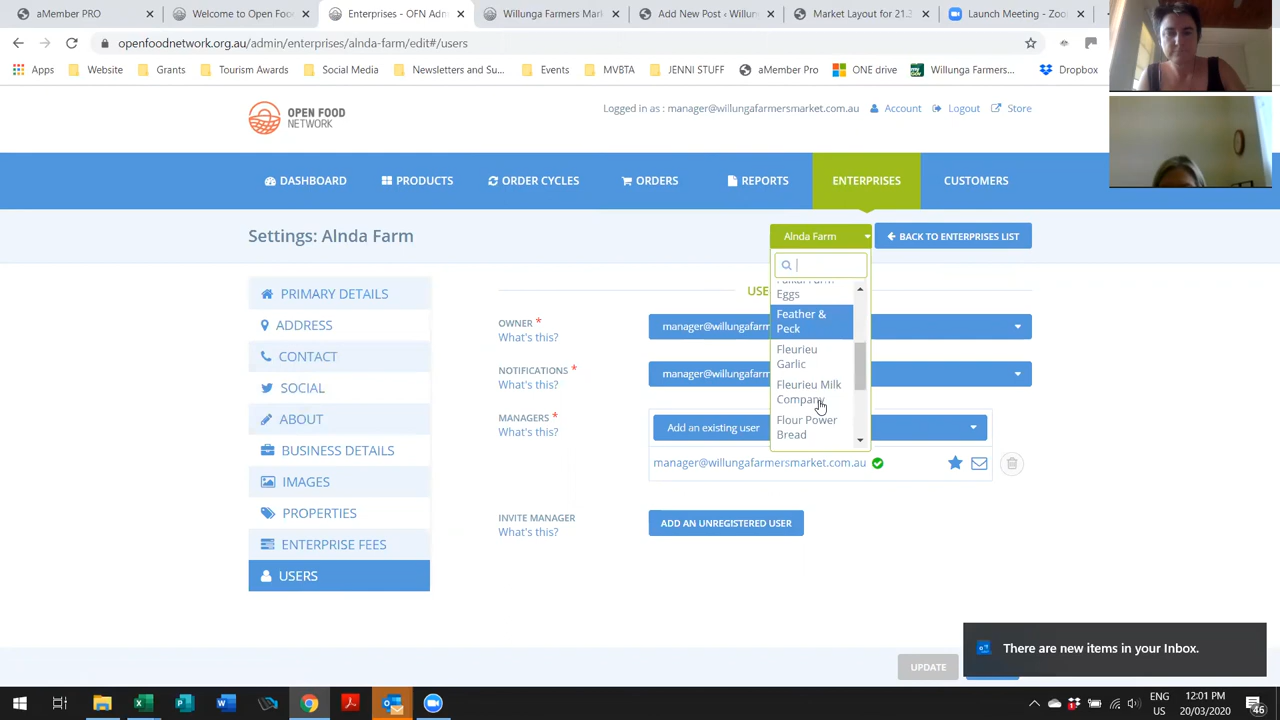 aMember PRO
Welcome to Open Food
Enterprises - OFN Adm
Willunga Farmers Mark
Add New Post ‹ Willun
Market Layout for 21.3
Launch Meeting - Zoo
openfoodnetwork.org.au/admin/enterprises/alnda-farm/edit#/users
Apps
Website
Grants
Tourism Awards
Social Media
Newsletters and Su...
Events
MVBTA
JENNI STUFF
aMember Pro
ONE drive
Willunga Farmers...
Dropbox
OPEN FOOD
NETWORK
Logged in as : manager@willungafarmersmarket.com.au
Account
Logout
Store
DASHBOARD
PRODUCTS
ORDER CYCLES
ORDERS
REPORTS
ENTERPRISES
CUSTOMERS
Settings: Alnda Farm
Alnda Farm
BACK TO ENTERPRISES LIST
PRIMARY DETAILS
ADDRESS
CONTACT
SOCIAL
ABOUT
BUSINESS DETAILS
IMAGES
PROPERTIES
ENTERPRISE FEES
USERS
USE
Eggs
Feather &
Peck
Fleurieu
Garlic
Fleurieu Milk
Company
Flour Power
Bread
OWNER *
What's this?
manager@willungafarm
NOTIFICATIONS *
What's this?
manager@willungafarm
MANAGERS *
What's this?
Add an existing user
manager@willungafarmersmarket.com.au
INVITE MANAGER
What's this?
ADD AN UNREGISTERED USER
There are new items in your Inbox.
UPDATE
ENG
US
12:01 PM
20/03/2020
46